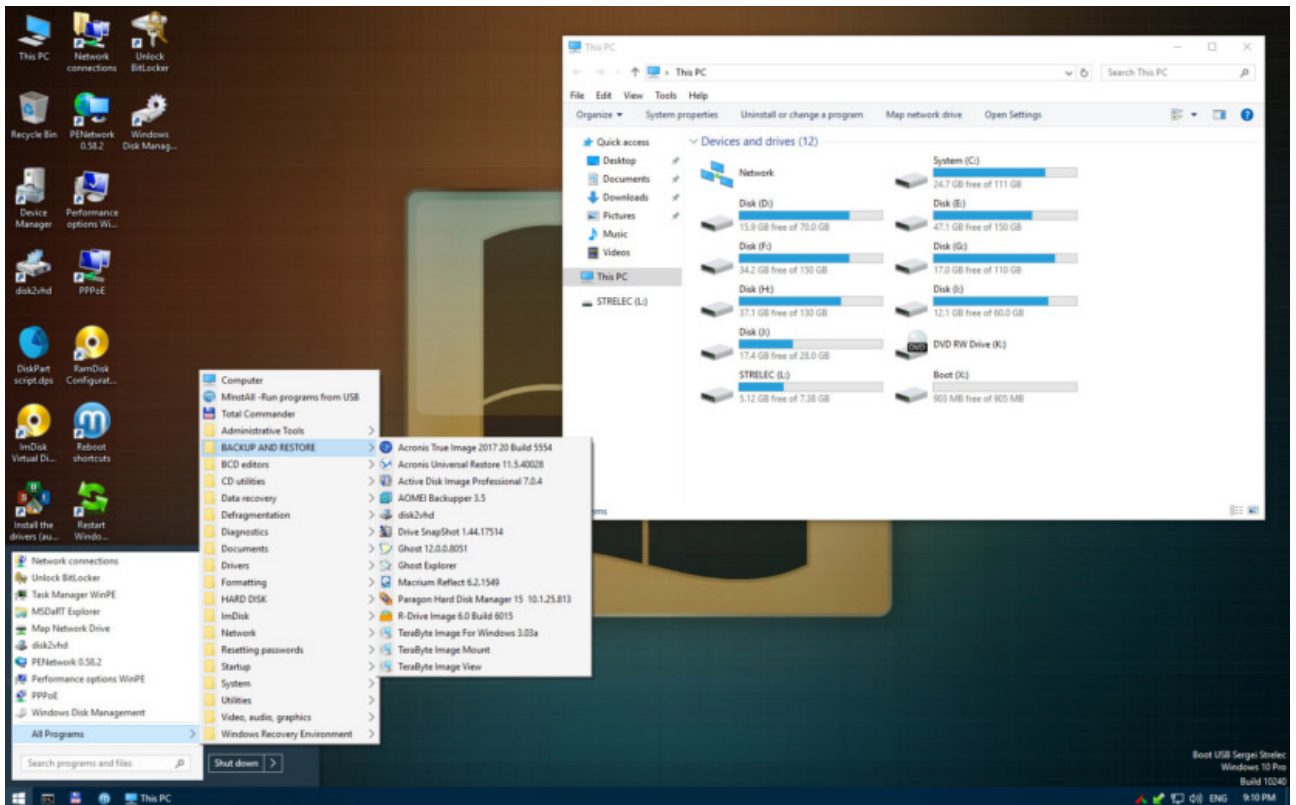 This PC
Network
connections
Unlock
BitLocker
Recycle Bin
PENetwork
0.58.2
Windows
Disk Manag...
Device
Manager
Performance
options Wi...
disk2vhd
PPPoE
DiskPart
script.dps
RamDisk
Configurat...
ImDisk
Virtual Di...
Reboot
shortcuts
Install the
drivers (au...
Restart
Windo...
Network connections
Unlock BitLocker
Task Manager WinPE
MSDaRT Explorer
Map Network Drive
disk2vhd
PENetwork 0.58.2
Performance options WinPE
PPPoE
Windows Disk Management
All Programs
Search programs and files
Shut down
Computer
MInstAll -Run programs from USB
Total Commander
Administrative Tools
BACKUP AND RESTORE
BCD editors
CD utilities
Data recovery
Defragmentation
Diagnostics
Documents
Drivers
Formatting
HARD DISK
ImDisk
Network
Resetting passwords
Startup
System
Utilities
Video, audio, graphics
Windows Recovery Environment
Acronis True Image 2017 20 Build 5554
Acronis Universal Restore 11.5.40028
Active Disk Image Professional 7.0.4
AOMEI Backupper 3.5
disk2vhd
Drive SnapShot 1.44.17514
Ghost 12.0.0.8051
Ghost Explorer
Macrium Reflect 6.2.1549
Paragon Hard Disk Manager 15 10.1.25.813
R-Drive Image 6.0 Build 6015
TeraByte Image For Windows 3.03a
TeraByte Image Mount
TeraByte Image View
This PC
This PC
Search This PC
File Edit View Tools Help
Organize System properties Uninstall or change a program Map network drive Open Settings
Quick access
Desktop
Documents
Downloads
Pictures
Music
Videos
This PC
STRELEC (L:)
Devices and drives (12)
Network
System (C:)
24.7 GB free of 111 GB
Disk (D:)
15.9 GB free of 70.0 GB
Disk (E:)
47.1 GB free of 150 GB
Disk (F:)
34.2 GB free of 150 GB
Disk (G:)
17.0 GB free of 110 GB
Disk (H:)
37.1 GB free of 130 GB
Disk (I:)
12.1 GB free of 60.0 GB
Disk (J:)
17.4 GB free of 28.0 GB
DVD RW Drive (K:)
STRELEC (L:)
5.12 GB free of 7.38 GB
Boot (X:)
903 MB free of 905 MB
Boot USB Sergei Strelec
Windows 10 Pro
Build 10240
This PC
ENG 9:10 PM